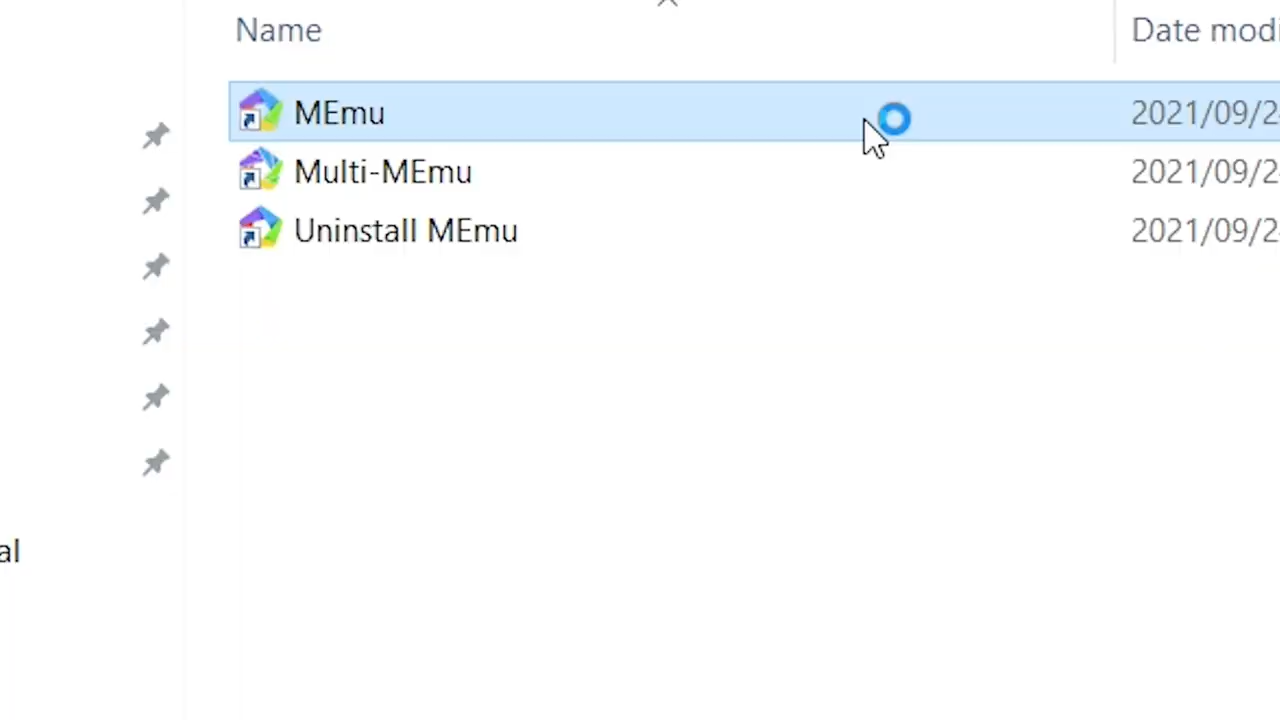 Name Date modi
MEmu 2021/09/2
Multi-MEmu 2021/09/2
Uninstall MEmu 2021/09/2
al